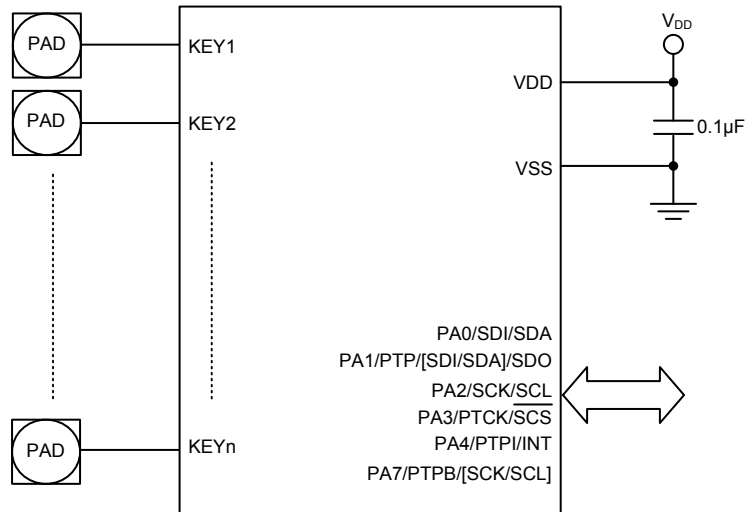 PAD
KEY1
PAD
KEY2
PAD
KEYn
VDD
VDD
0.1µF
VSS
PA0/SDI/SDA
PA1/PTP/[SDI/SDA]/SDO
PA2/SCK/SCL
PA3/PTCK/SCS
PA4/PTPI/INT
PA7/PTPB/[SCK/SCL]